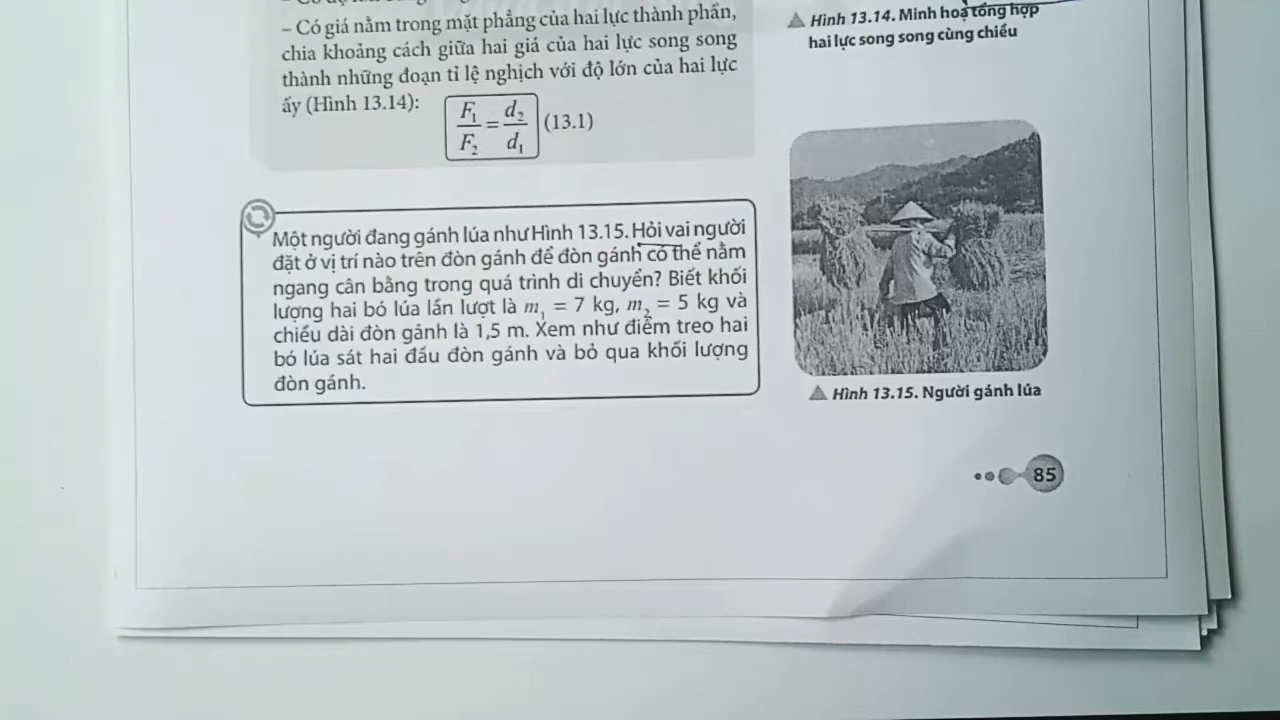 – Có giá nằm trong mặt phẳng của hai lực thành phần,
chia khoảng cách giữa hai giá của hai lực song song
thành những đoạn tỉ lệ nghịch với độ lớn của hai lực
ấy (Hình 13.14):
F₁/F₂ = d₂/d₁ (13.1)
Hình 13.14. Minh hoạ tổng hợp
hai lực song song cùng chiều
Một người đang gánh lúa như Hình 13.15. Hỏi vai người
đặt ở vị trí nào trên đòn gánh để đòn gánh có thể nằm
ngang cân bằng trong quá trình di chuyển? Biết khối
lượng hai bó lúa lần lượt là m₁ = 7 kg, m₂ = 5 kg và
chiều dài đòn gánh là 1,5 m. Xem như điểm treo hai
bó lúa sát hai đầu đòn gánh và bỏ qua khối lượng
đòn gánh.
Hình 13.15. Người gánh lúa
85